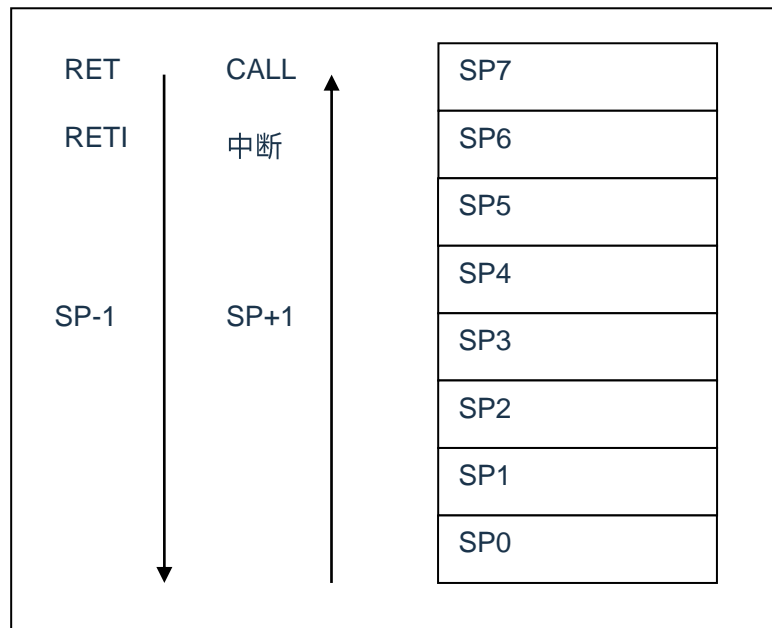 RET CALL SP7
RETI 中断 SP6
SP5
SP4
SP-1 SP+1 SP3
SP2
SP1
SP0